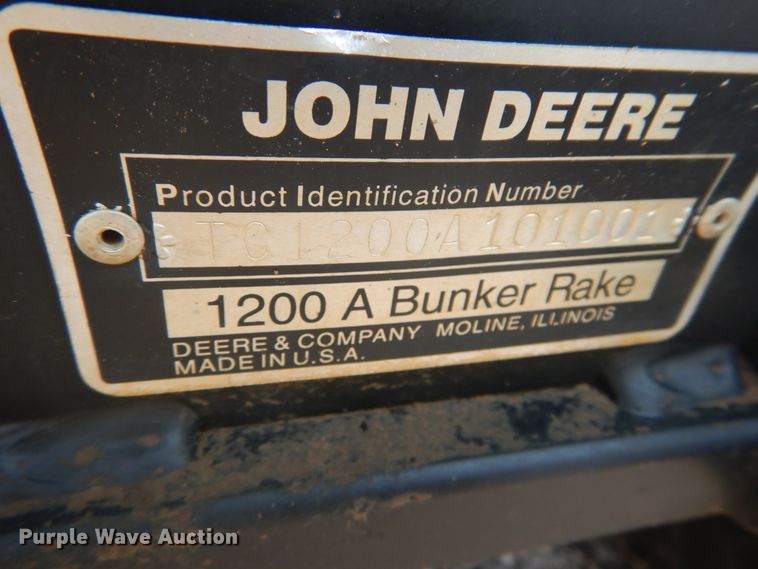 JOHN DEERE
Product Identification Number
TC1200A101001
1200 A Bunker Rake
DEERE & COMPANY MOLINE, ILLINOIS
MADE IN U.S.A.
Purple Wave Auction